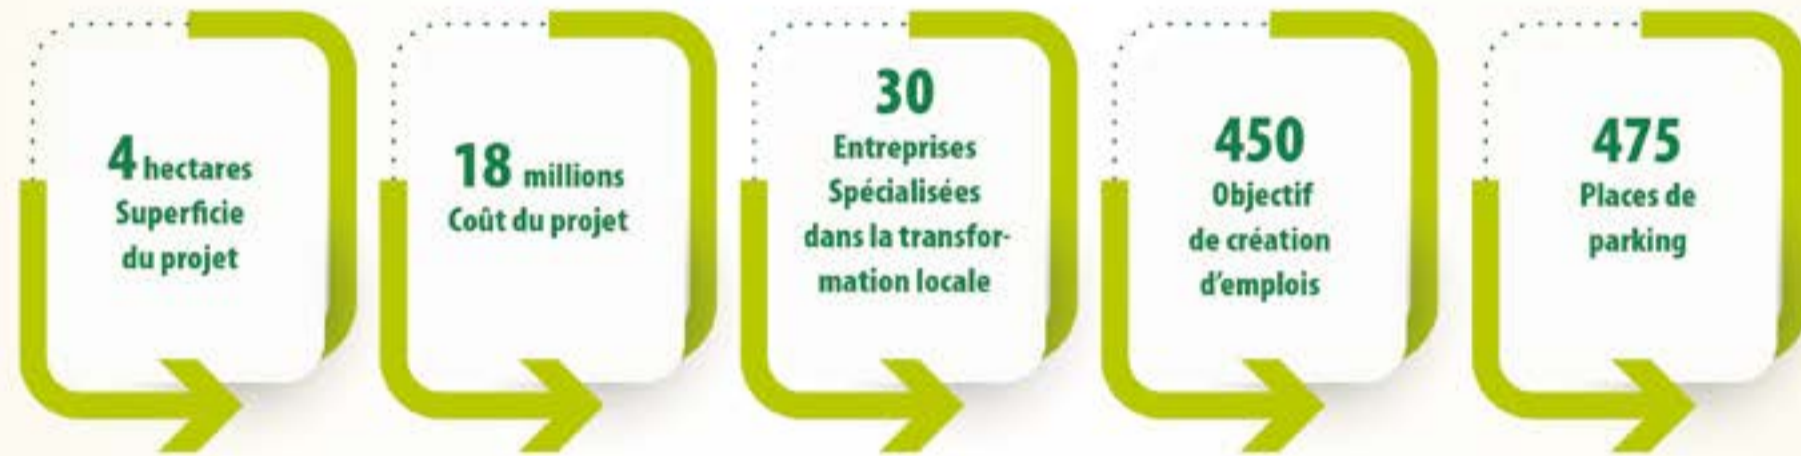 4 hectares
Superficie
du projet
18 millions
Coût du projet
30
Entreprises
Spécialisées
dans la transfor-
mation locale
450
Objectif
de création
d'emplois
475
Places de
parking